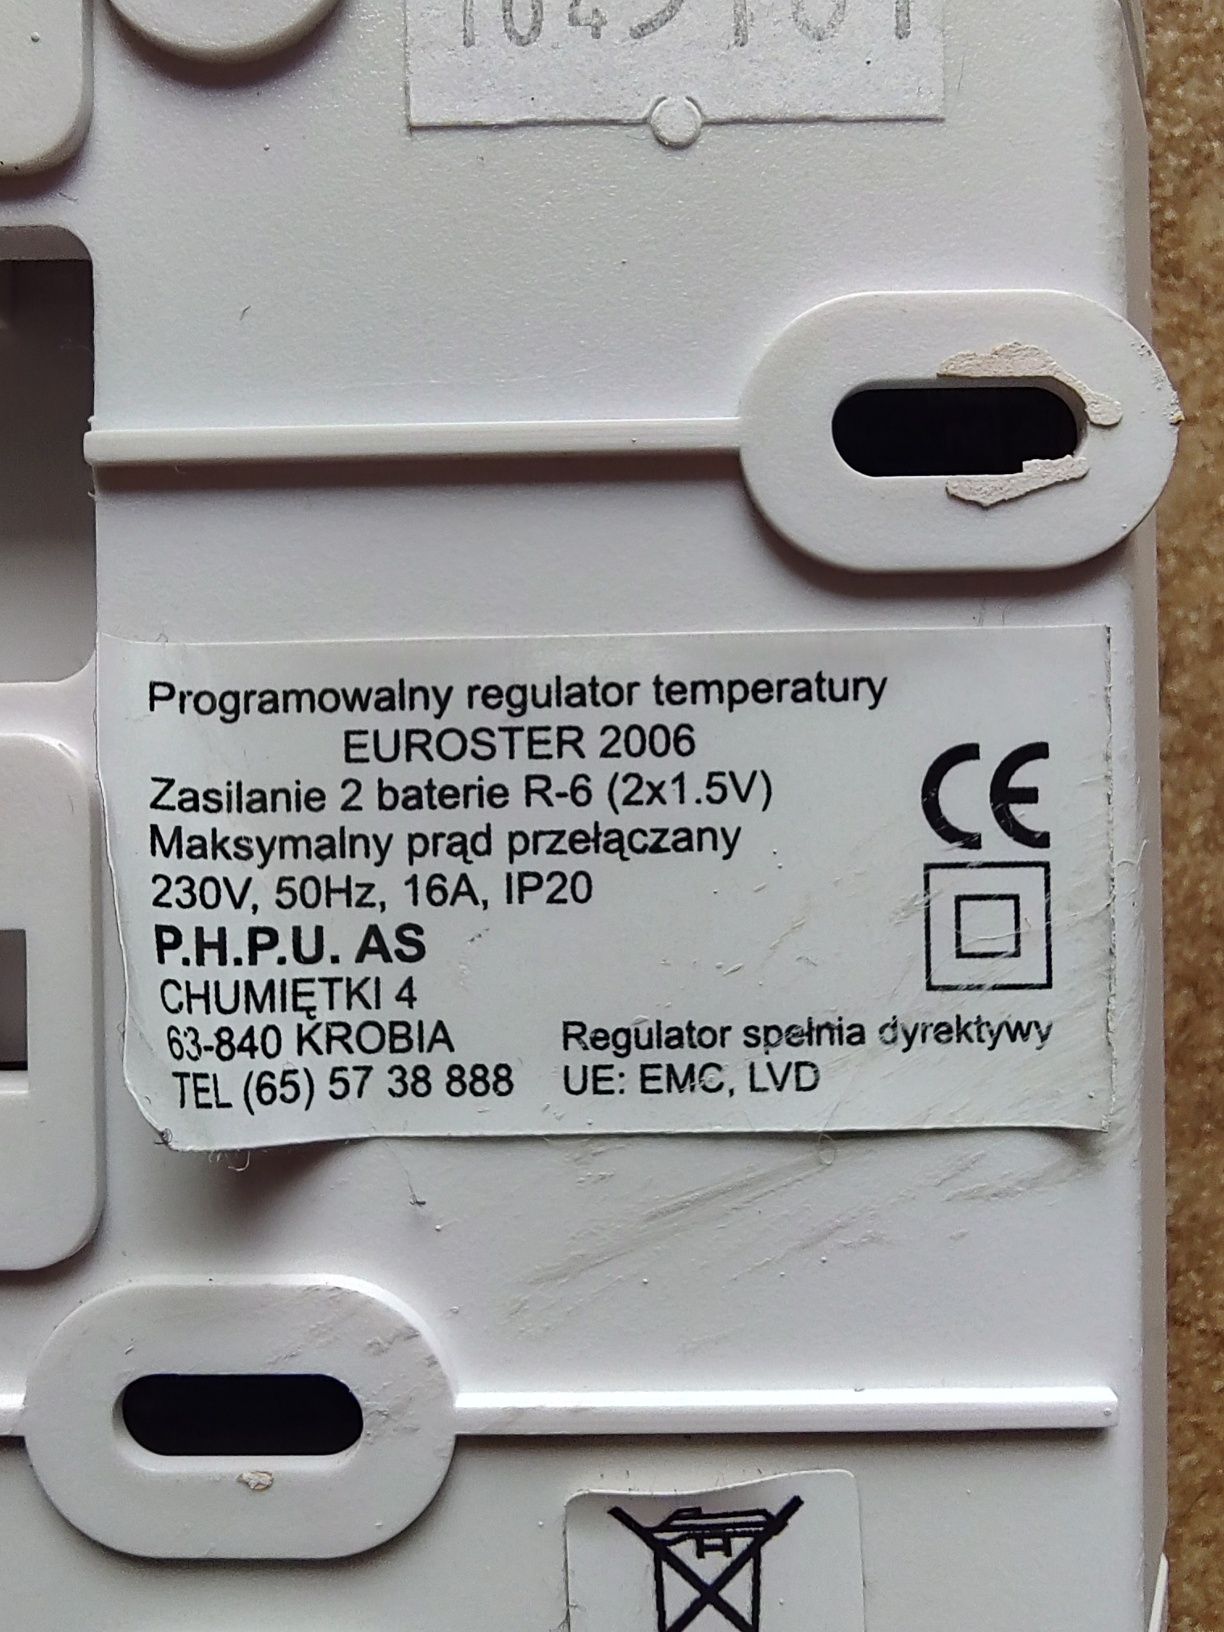 Programowalny regulator temperatury
EUROSTER 2006
Zasilanie 2 baterie R-6 (2x1.5V)
Maksymalny prąd przełączany
230V, 50Hz, 16A, IP20
P.H.P.U. AS
CHUMIĘTKI 4
63-840 KROBIA
TEL (65) 57 38 888
CE
Regulator spełnia dyrektywy
UE: EMC, LVD